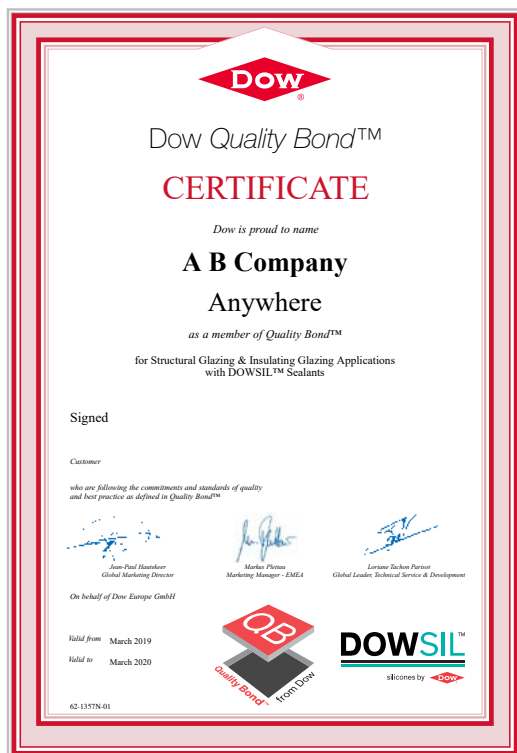 Dow
®
Dow Quality Bond™
CERTIFICATE
Dow is proud to name
A B Company
Anywhere
as a member of Quality Bond™
for Structural Glazing & Insulating Glazing Applications
with DOWSIL™ Sealants
Signed
Customer
who are following the commitments and standards of quality
and best practice as defined in Quality Bond™
Jean-Paul Hautekeer
Global Marketing Director
Markus Plettau
Marketing Manager - EMEA
Loriane Tachon Parisot
Global Leader, Technical Service & Development
On behalf of Dow Europe GmbH
Valid from March 2019
Valid to March 2020
QB
Quality Bond™
from Dow
DOWSIL™
silicones by Dow
62-1357N-01